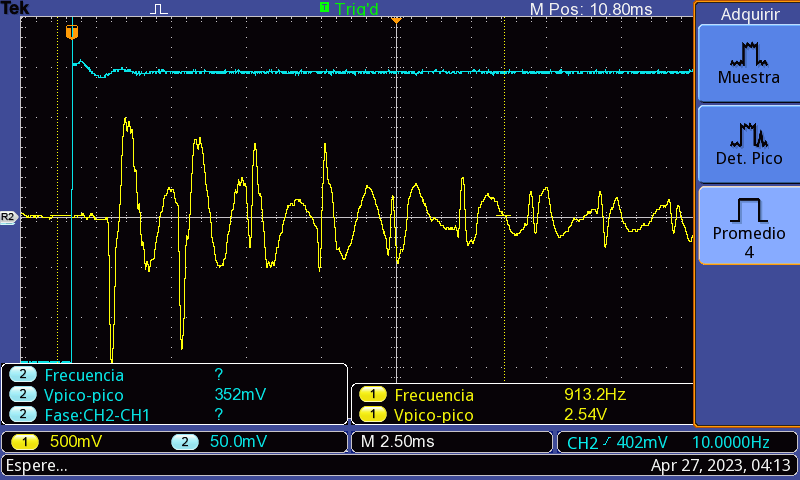 Tek Trig'd M Pos: 10.80ms
T
T
Adquirir
Muestra
Det. Pico
Promedio
4
R2
2 Frecuencia ?
2 Vpico-pico 352mV
2 Fase:CH2-CH1 ?
1 Frecuencia 913.2Hz
1 Vpico-pico 2.54V
1 500mV 2 50.0mV M 2.50ms CH2 402mV 10.0000Hz
Espere... Apr 27, 2023, 04:13